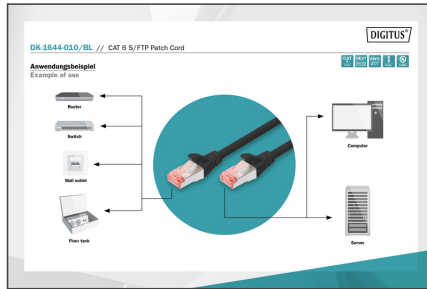 DIGITUS®
DK-1644-010/BL // CAT 6 S/FTP Patch Cord
Anwendungsbeispiel
Example of use
Router
Switch
Wall outlet
Floor tank
Computer
Server